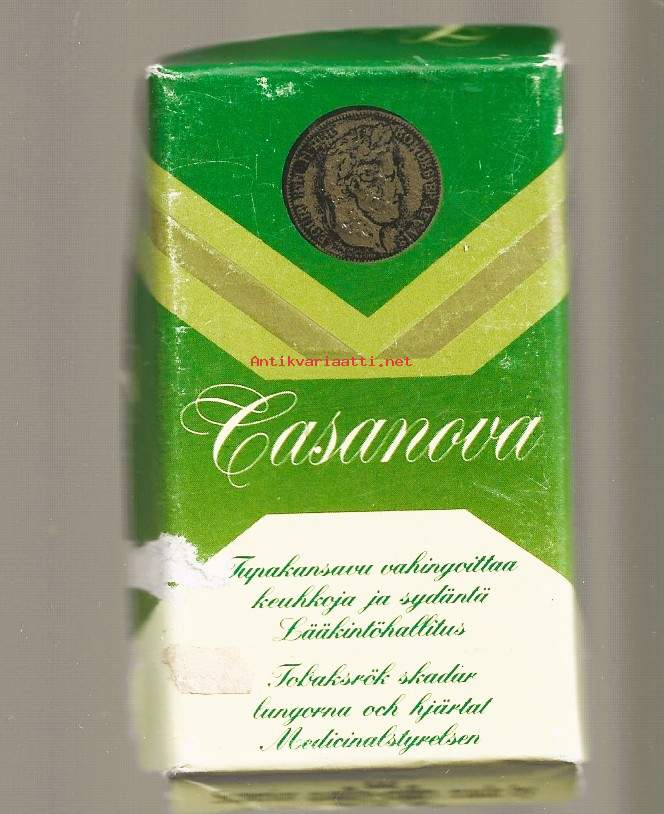 Antikvariaatti.net
Casanova
Tupakansavu vahingoittaa
keuhkoja ja sydäntä
Lääkintöhallitus
Tobaksrök skadar
lungorna och hjärtat
Medicinalstyrelsen